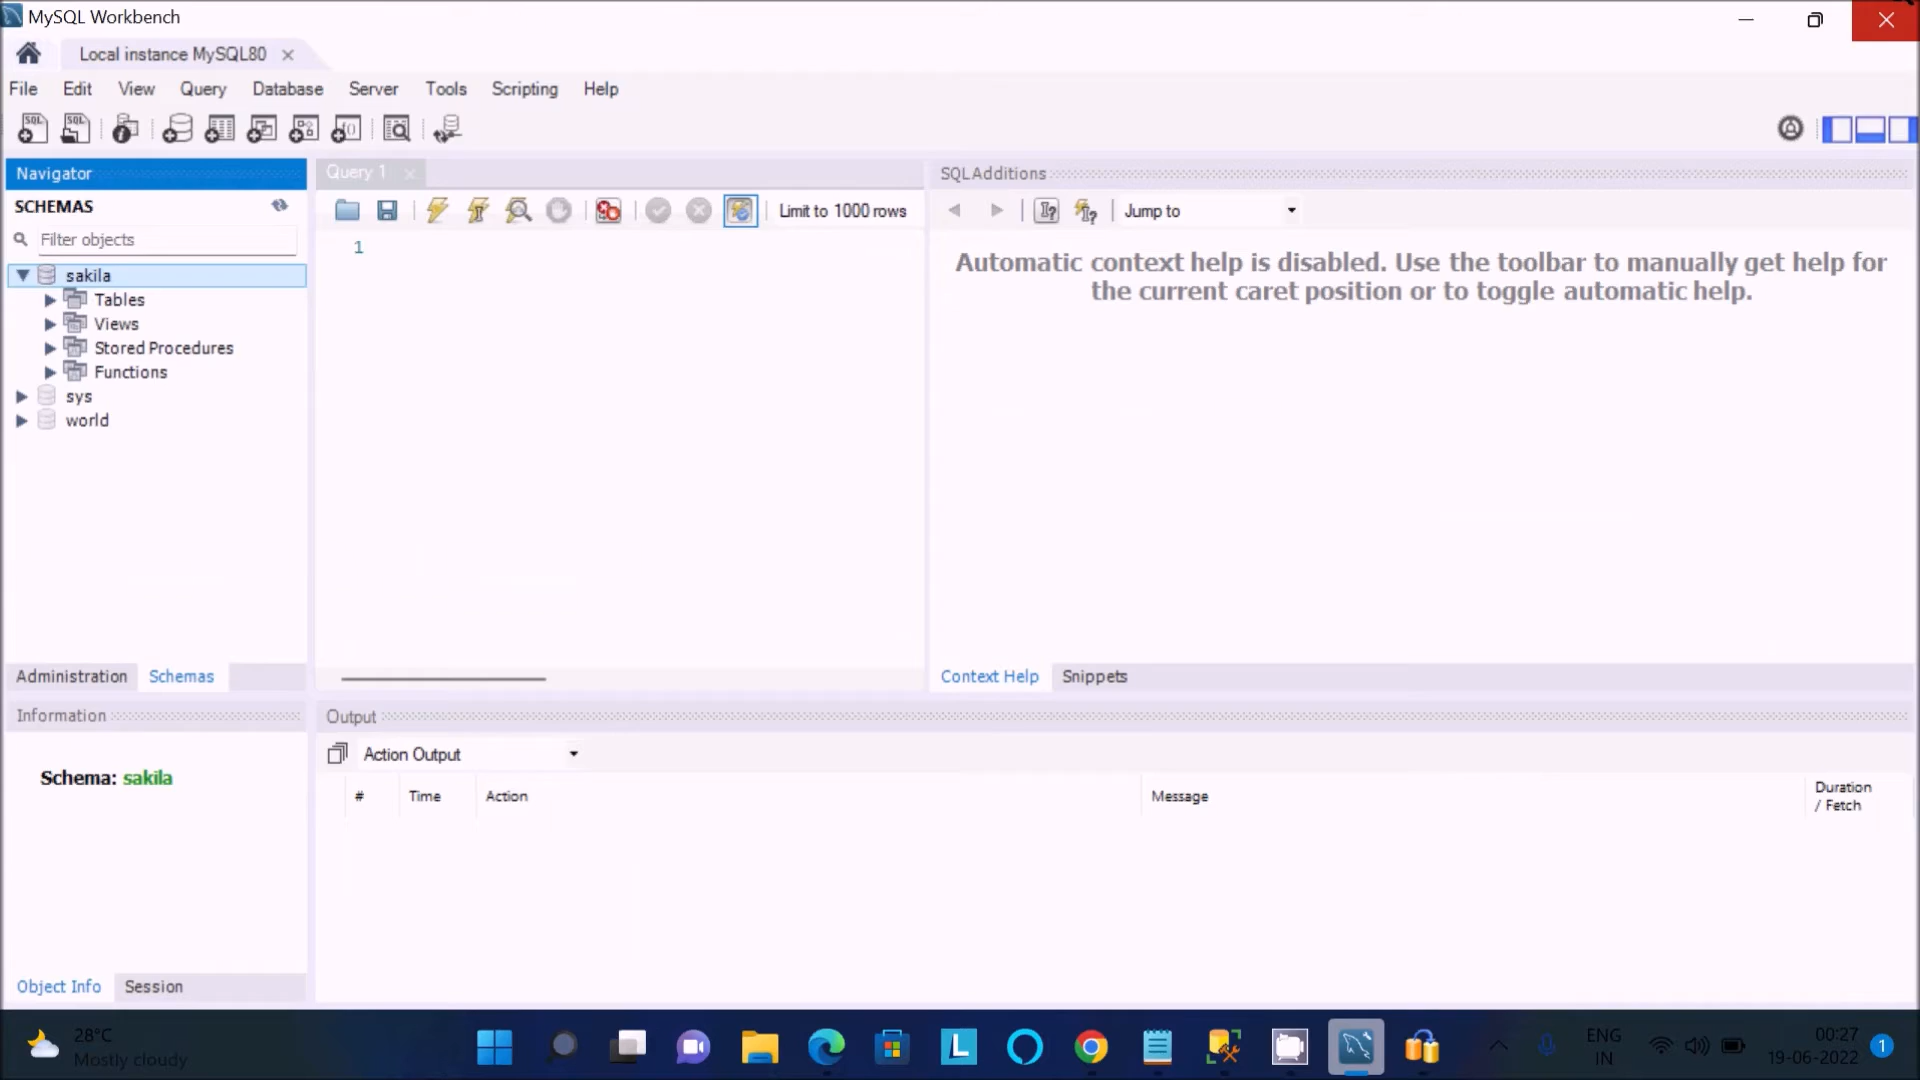 MySQL Workbench
Local instance MySQL80
File Edit View Query Database Server Tools Scripting Help
Navigator
Query 1
SQLAdditions
SCHEMAS
Limit to 1000 rows
Jump to
Filter objects
1
Automatic context help is disabled. Use the toolbar to manually get help for
the current caret position or to toggle automatic help.
sakila
Tables
Views
Stored Procedures
Functions
sys
world
Administration Schemas
Context Help Snippets
Information
Output
Action Output
Schema: sakila
# Time Action Message Duration
/ Fetch
Object Info Session
28°C
Mostly cloudy
ENG
IN
00:27
19-06-2022
1